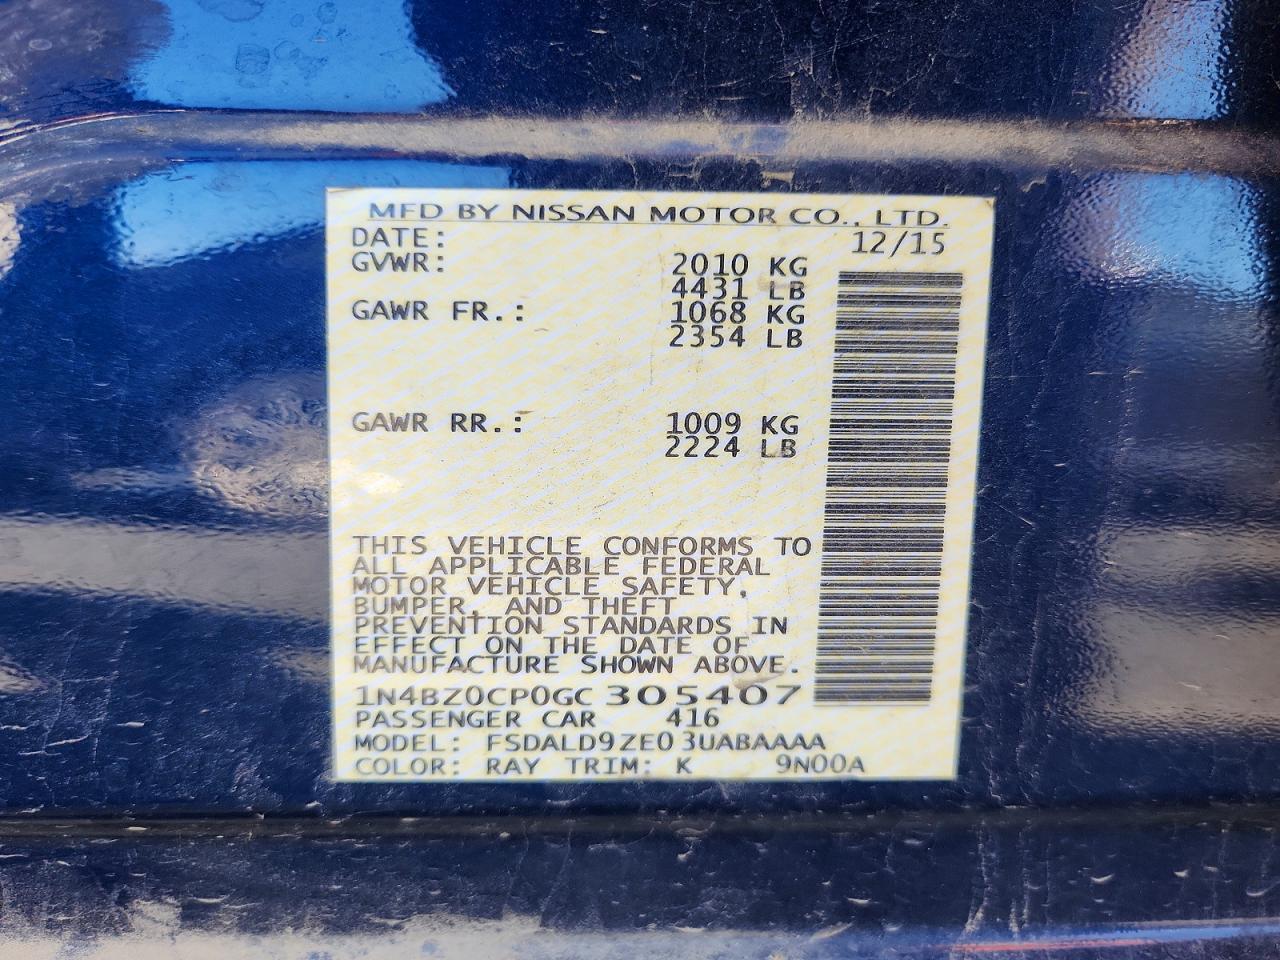 MFD BY NISSAN MOTOR CO., LTD.
DATE: 12/15
GVWR: 2010 KG
4431 LB
GAWR FR.: 1068 KG
2354 LB
GAWR RR.: 1009 KG
2224 LB
THIS VEHICLE CONFORMS TO
ALL APPLICABLE FEDERAL
MOTOR VEHICLE SAFETY,
BUMPER, AND THEFT
PREVENTION STANDARDS IN
EFFECT ON THE DATE OF
MANUFACTURE SHOWN ABOVE.
1N4BZ0CP0GC305407
PASSENGER CAR 416
MODEL: FSDALD9ZE03UABAAAA
COLOR: RAY TRIM: K 9N00A